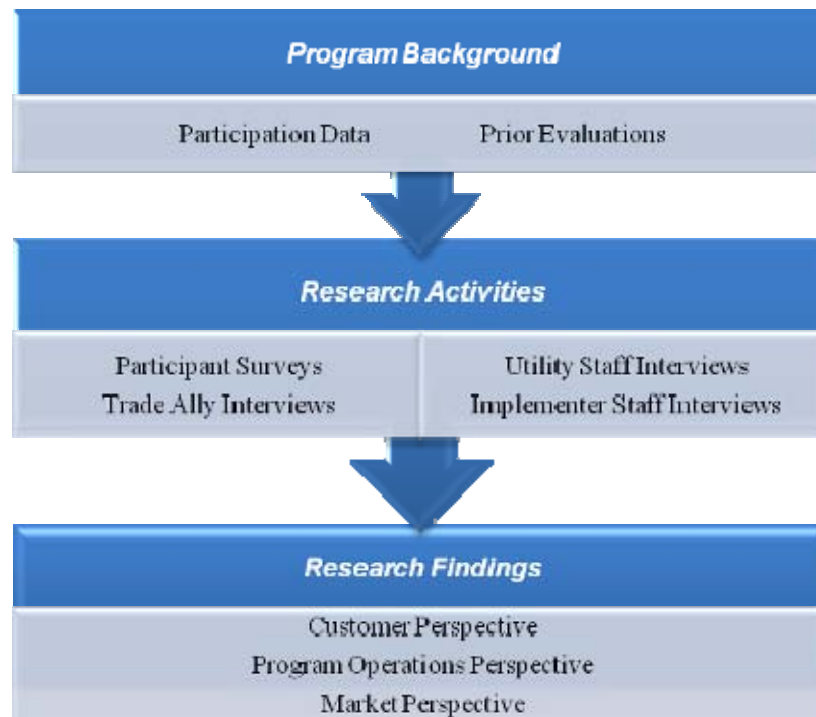 Program Background
Participation Data Prior Evaluations
Research Activities
Participant Surveys
Trade Ally Interviews
Utility Staff Interviews
Implementer Staff Interviews
Research Findings
Customer Perspective
Program Operations Perspective
Market Perspective